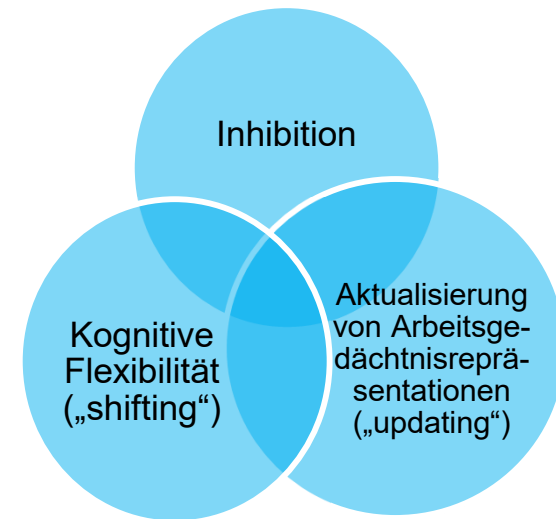 Inhibition
Kognitive
Flexibilität
(„shifting“)
Aktualisierung
von Arbeitsge-
dächtnisreprä-
sentationen
(„updating“)